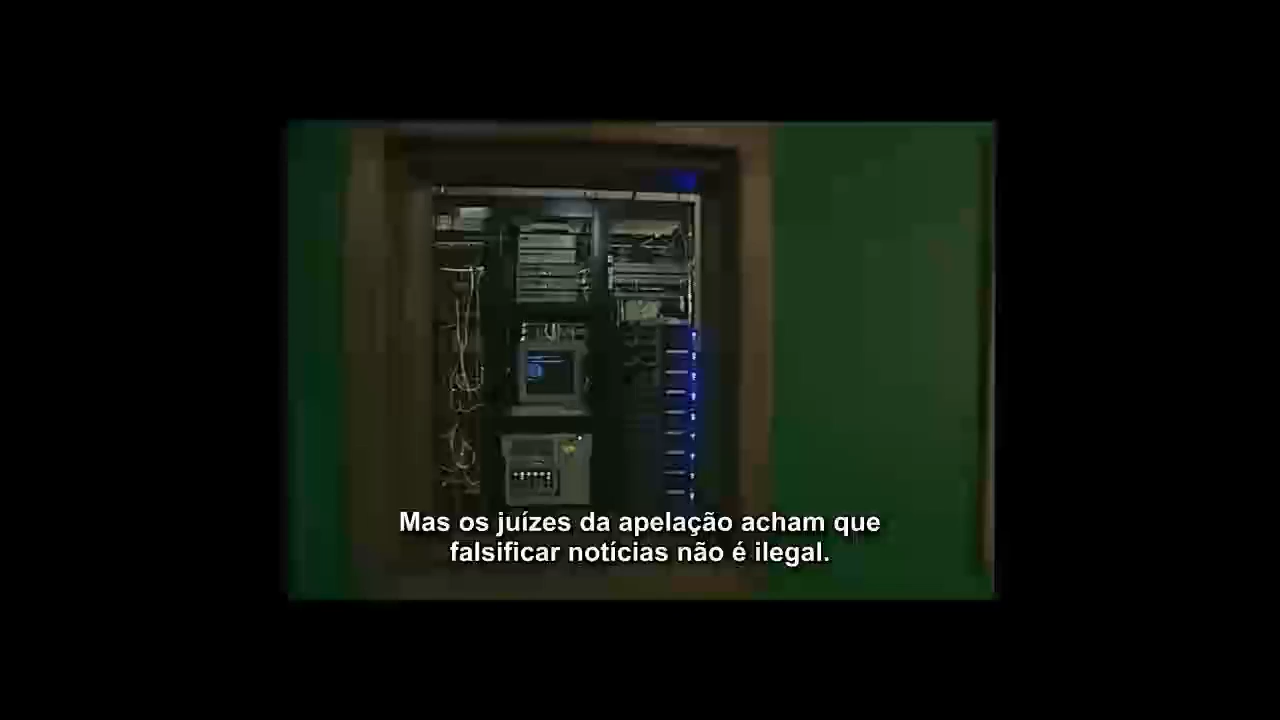 Mas os juízes da apelação acham que
falsificar notícias não é ilegal.